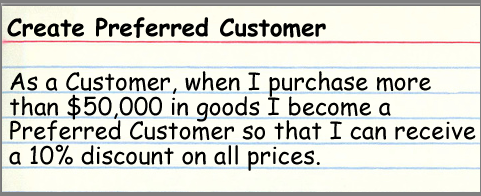 Create Preferred Customer
As a Customer, when I purchase more
than $50,000 in goods I become a
Preferred Customer so that I can receive
a 10% discount on all prices.